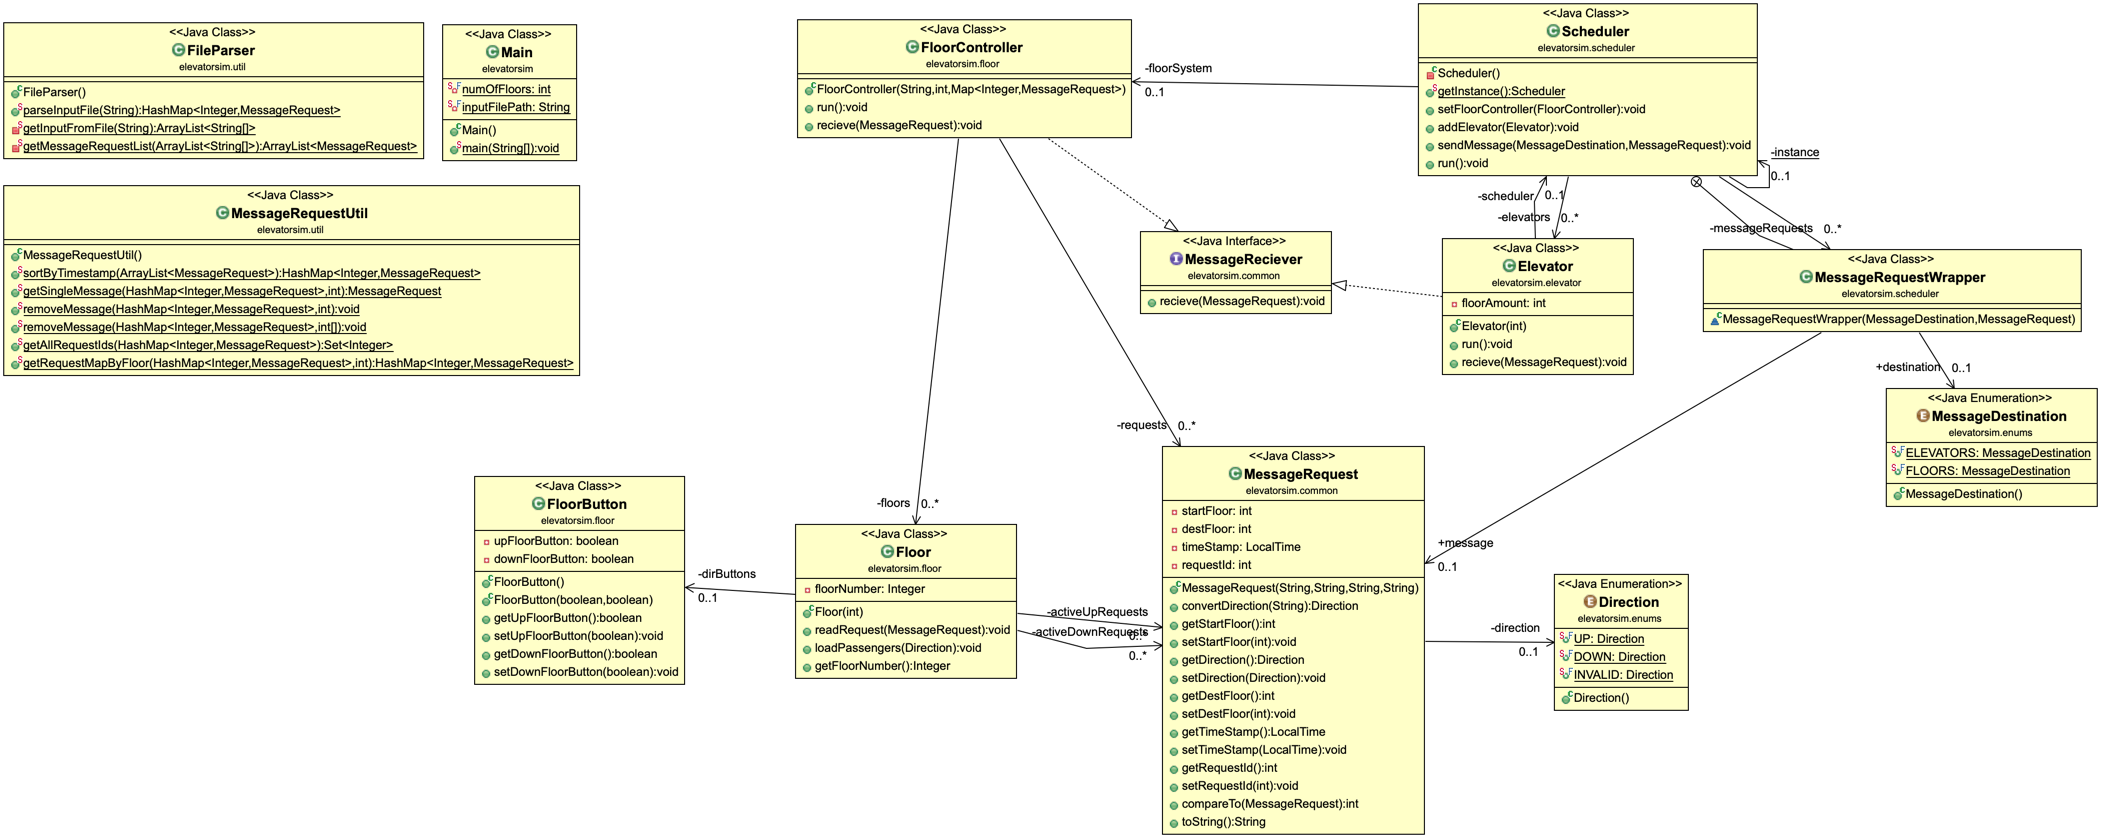 <<Java Class>>
FileParser
elevatorsim.util
FileParser()
parseInputFile(String):HashMap<Integer,MessageRequest>
getInputFromFile(String):ArrayList<String[]>
getMessageRequestList(ArrayList<String[]>):ArrayList<MessageRequest>
<<Java Class>>
Main
elevatorsim
numOfFloors: int
inputFilePath: String
Main()
main(String[]):void
<<Java Class>>
MessageRequestUtil
elevatorsim.util
MessageRequestUtil()
sortByTimestamp(ArrayList<MessageRequest>):HashMap<Integer,MessageRequest>
getSingleMessage(HashMap<Integer,MessageRequest>,int):MessageRequest
removeMessage(HashMap<Integer,MessageRequest>,int):void
removeMessage(HashMap<Integer,MessageRequest>,int[]):void
getAllRequestIds(HashMap<Integer,MessageRequest>):Set<Integer>
getRequestMapByFloor(HashMap<Integer,MessageRequest>,int):HashMap<Integer,MessageRequest>
<<Java Class>>
FloorController
elevatorsim.floor
FloorController(String,int,Map<Integer,MessageRequest>)
run():void
recieve(MessageRequest):void
-floorSystem
0..1
<<Java Class>>
Scheduler
elevatorsim.scheduler
Scheduler()
getInstance():Scheduler
setFloorController(FloorController):void
addElevator(Elevator):void
sendMessage(MessageDestination,MessageRequest):void
run():void
-instance
0..1
-scheduler
0..1
-elevators
0..*
-messageRequests
0..*
<<Java Interface>>
MessageReciever
elevatorsim.common
recieve(MessageRequest):void
<<Java Class>>
Elevator
elevatorsim.elevator
floorAmount: int
Elevator(int)
run():void
recieve(MessageRequest):void
<<Java Class>>
MessageRequestWrapper
elevatorsim.scheduler
MessageRequestWrapper(MessageDestination,MessageRequest)
+destination
0..1
<<Java Enumeration>>
MessageDestination
elevatorsim.enums
ELEVATORS: MessageDestination
FLOORS: MessageDestination
MessageDestination()
-requests
0..*
-floors
0..*
<<Java Class>>
FloorButton
elevatorsim.floor
upFloorButton: boolean
downFloorButton: boolean
FloorButton()
FloorButton(boolean,boolean)
getUpFloorButton():boolean
setUpFloorButton(boolean):void
getDownFloorButton():boolean
setDownFloorButton(boolean):void
-dirButtons
0..1
<<Java Class>>
Floor
elevatorsim.floor
floorNumber: Integer
Floor(int)
readRequest(MessageRequest):void
loadPassengers(Direction):void
getFloorNumber():Integer
-activeUpRequests
0..*
-activeDownRequests
0..*
<<Java Class>>
MessageRequest
elevatorsim.common
startFloor: int
destFloor: int
timeStamp: LocalTime
requestId: int
MessageRequest(String,String,String,String)
convertDirection(String):Direction
getStartFloor():int
setStartFloor(int):void
getDirection():Direction
setDirection(Direction):void
getDestFloor():int
setDestFloor(int):void
getTimeStamp():LocalTime
setTimeStamp(LocalTime):void
getRequestId():int
setRequestId(int):void
compareTo(MessageRequest):int
toString():String
+message
0..1
-direction
0..1
<<Java Enumeration>>
Direction
elevatorsim.enums
UP: Direction
DOWN: Direction
INVALID: Direction
Direction()